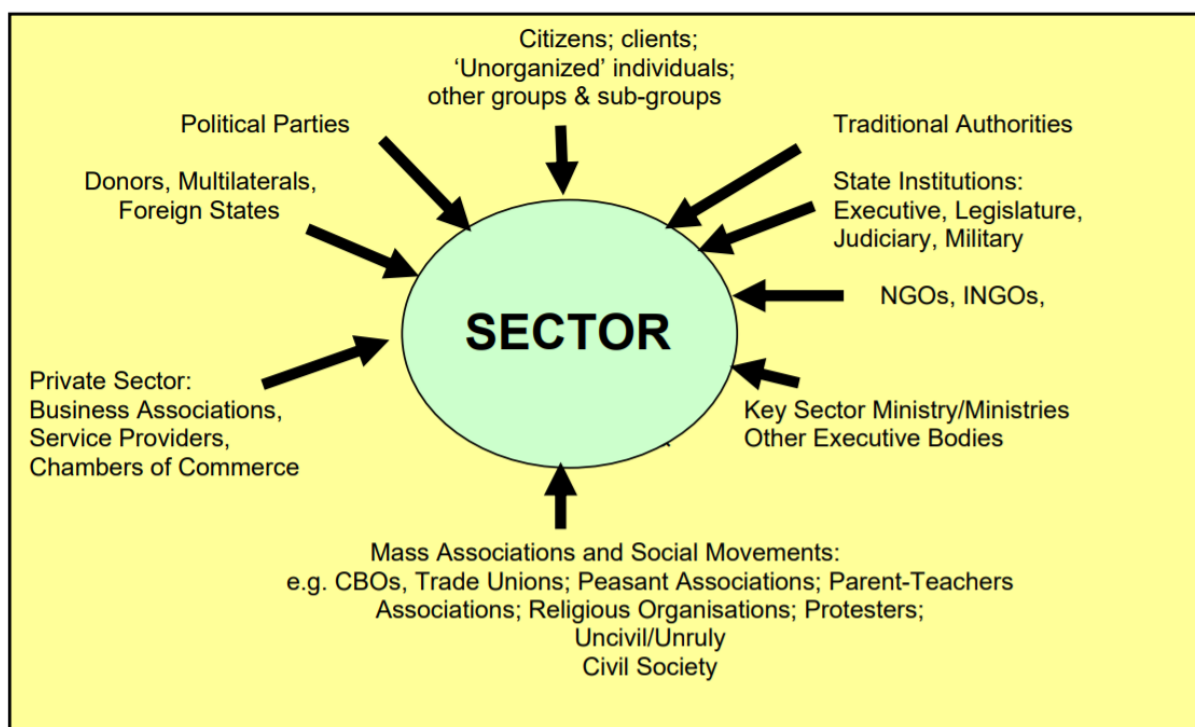 Citizens; clients;
‘Unorganized’ individuals;
other groups & sub-groups
Political Parties
Traditional Authorities
Donors, Multilaterals,
Foreign States
State Institutions:
Executive, Legislature,
Judiciary, Military
NGOs, INGOs,
SECTOR
Private Sector:
Business Associations,
Service Providers,
Chambers of Commerce
Key Sector Ministry/Ministries
Other Executive Bodies
Mass Associations and Social Movements:
e.g. CBOs, Trade Unions; Peasant Associations; Parent-Teachers
Associations; Religious Organisations; Protesters;
Uncivil/Unruly
Civil Society